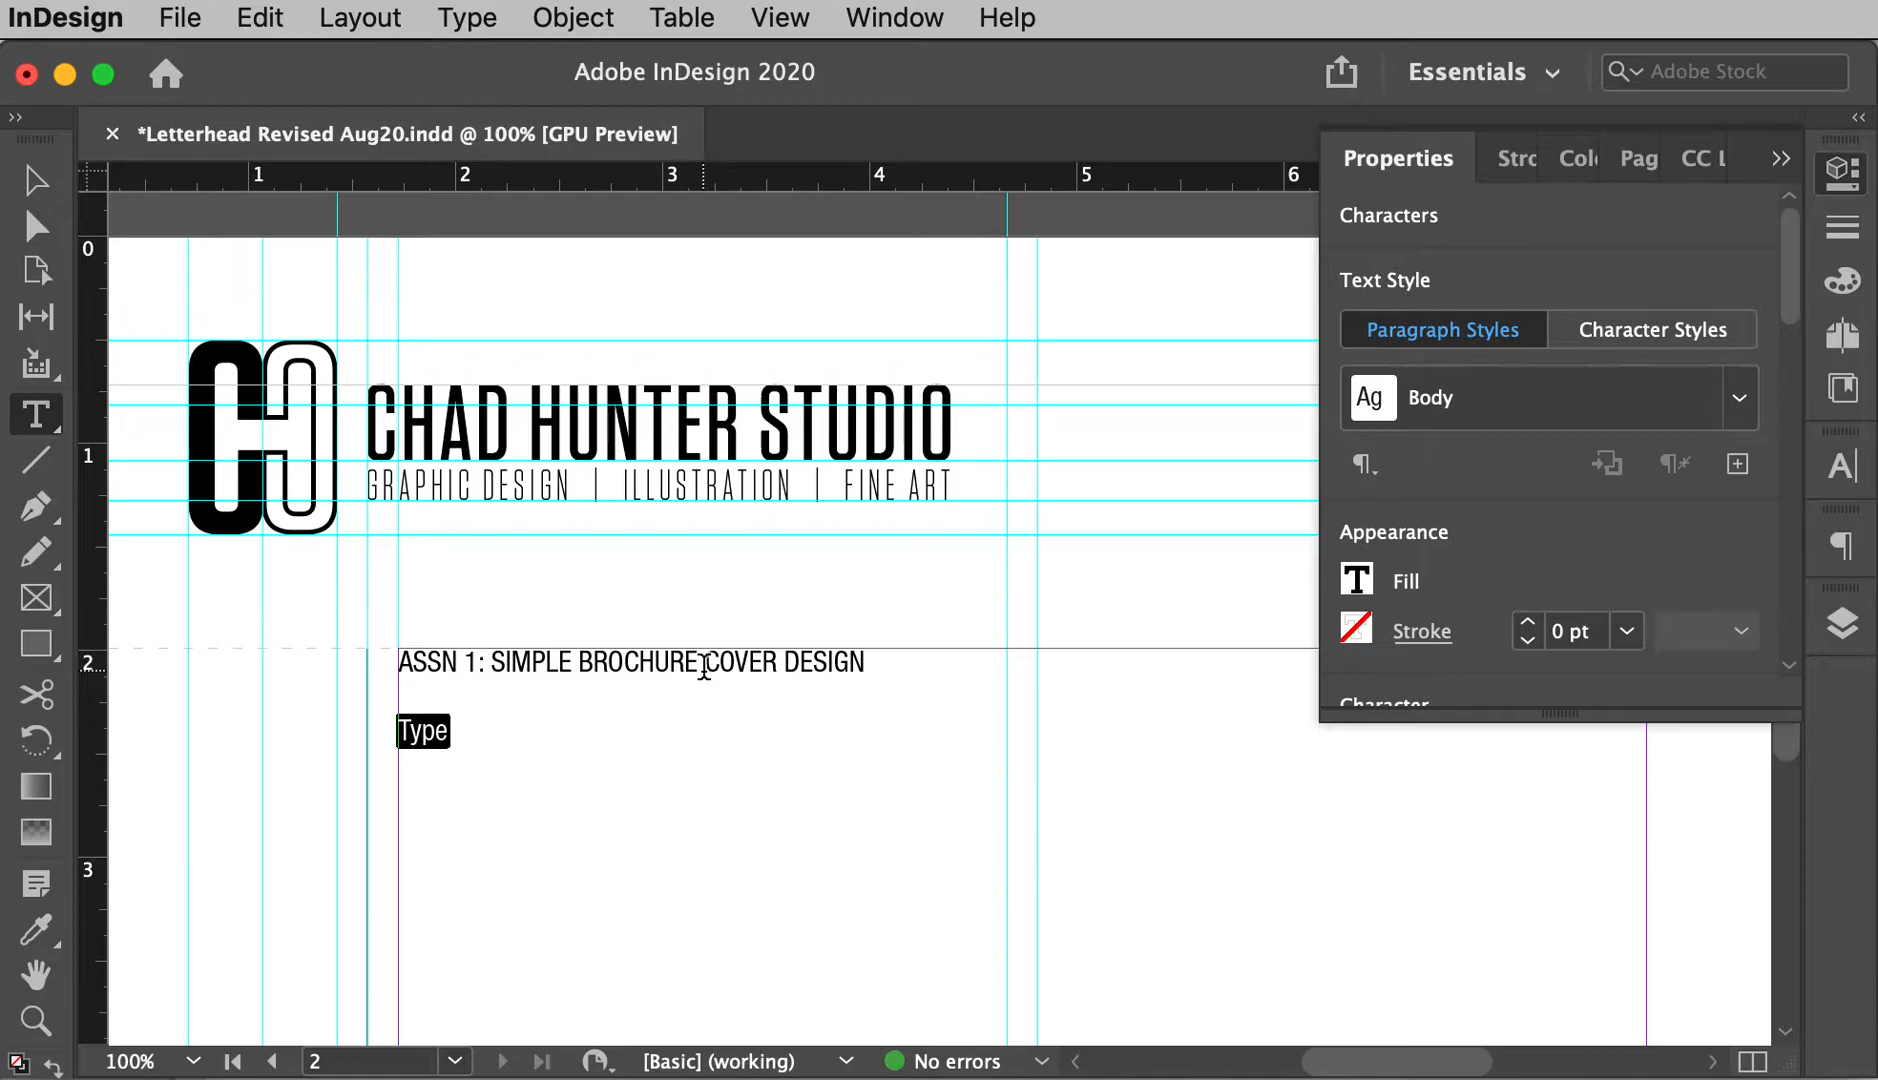 InDesign File Edit Layout Type Object Table View Window Help
Adobe InDesign 2020 Essentials Adobe Stock
*Letterhead Revised Aug20.indd @ 100% [GPU Preview]
Properties Stro Col Pag CC L
1 2 3 4 5 6
Characters
0
Text Style
Paragraph Styles Character Styles
CHAD HUNTER STUDIO
Ag Body
1
GRAPHIC DESIGN | ILLUSTRATION | FINE ART
Appearance
T Fill
Stroke 0 pt
2
ASSN 1: SIMPLE BROCHURE COVER DESIGN
Character
Type
3
100% 2 [Basic] (working) No errors